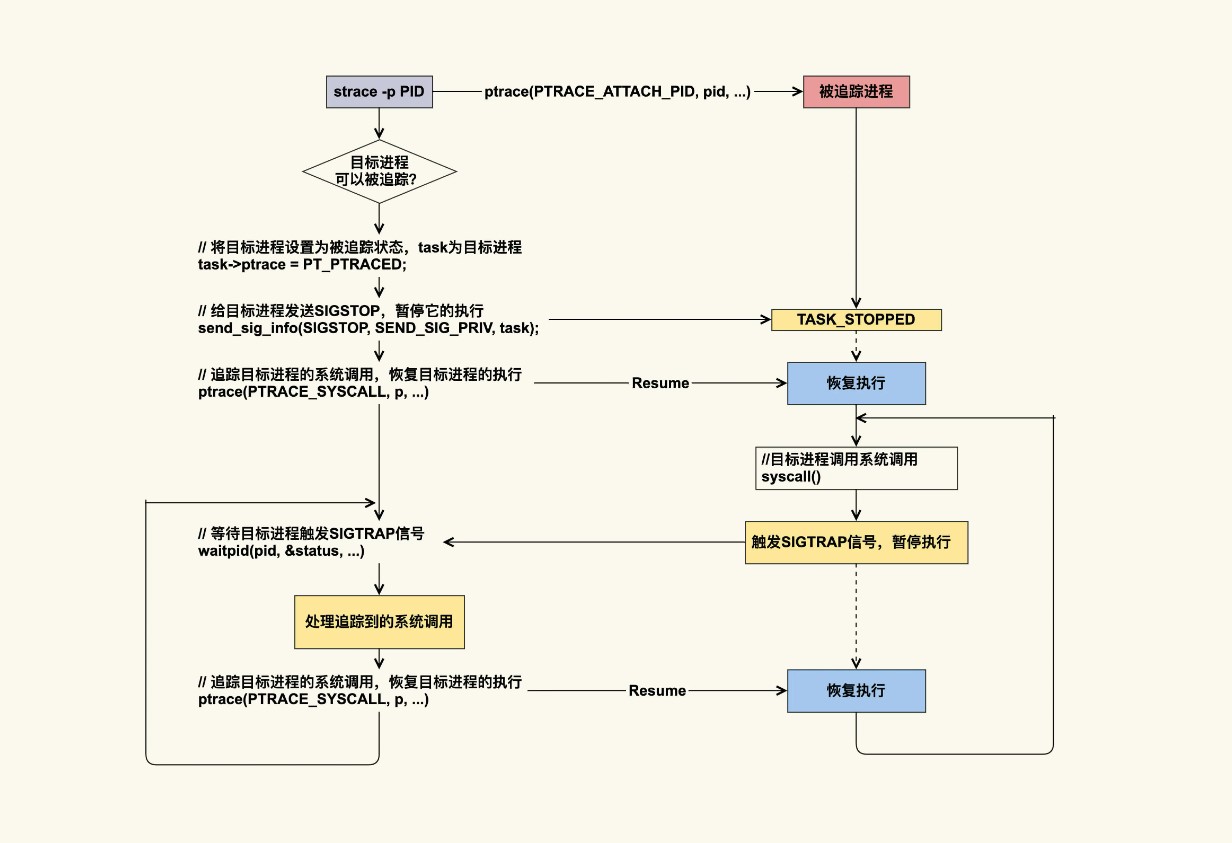 strace -p PID
ptrace(PTRACE_ATTACH_PID, pid, ...)
被追踪进程
目标进程
可以被追踪?
// 将目标进程设置为被追踪状态，task为目标进程
task->ptrace = PT_PTRACED;
// 给目标进程发送SIGSTOP，暂停它的执行
send_sig_info(SIGSTOP, SEND_SIG_PRIV, task);
TASK_STOPPED
// 追踪目标进程的系统调用，恢复目标进程的执行
ptrace(PTRACE_SYSCALL, p, ...)
Resume
恢复执行
//目标进程调用系统调用
syscall()
// 等待目标进程触发SIGTRAP信号
waitpid(pid, &status, ...)
触发SIGTRAP信号，暂停执行
处理追踪到的系统调用
// 追踪目标进程的系统调用，恢复目标进程的执行
ptrace(PTRACE_SYSCALL, p, ...)
Resume
恢复执行